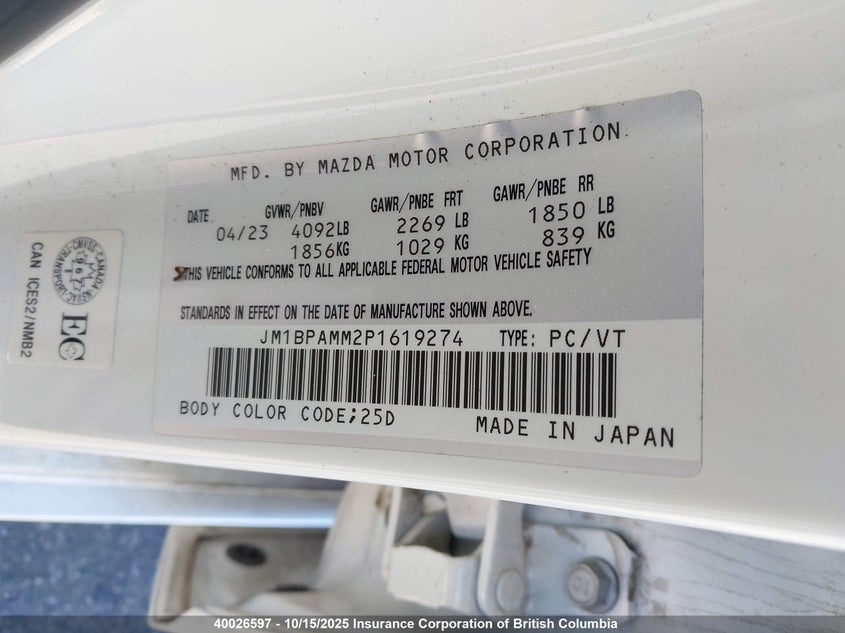 MFD. BY MAZDA MOTOR CORPORATION
DATE GVWR/PNBV GAWR/PNBE FRT GAWR/PNBE RR
04/23 4092LB 2269 LB 1850 LB
1856KG 1029 KG 839 KG
THIS VEHICLE CONFORMS TO ALL APPLICABLE FEDERAL MOTOR VEHICLE SAFETY
STANDARDS IN EFFECT ON THE DATE OF MANUFACTURE SHOWN ABOVE.
JM1BPAMM2P1619274 TYPE: PC/VT
BODY COLOR CODE;25D MADE IN JAPAN
CAN ICES2/NMB2
EC
40026597 - 10/15/2025 Insurance Corporation of British Columbia